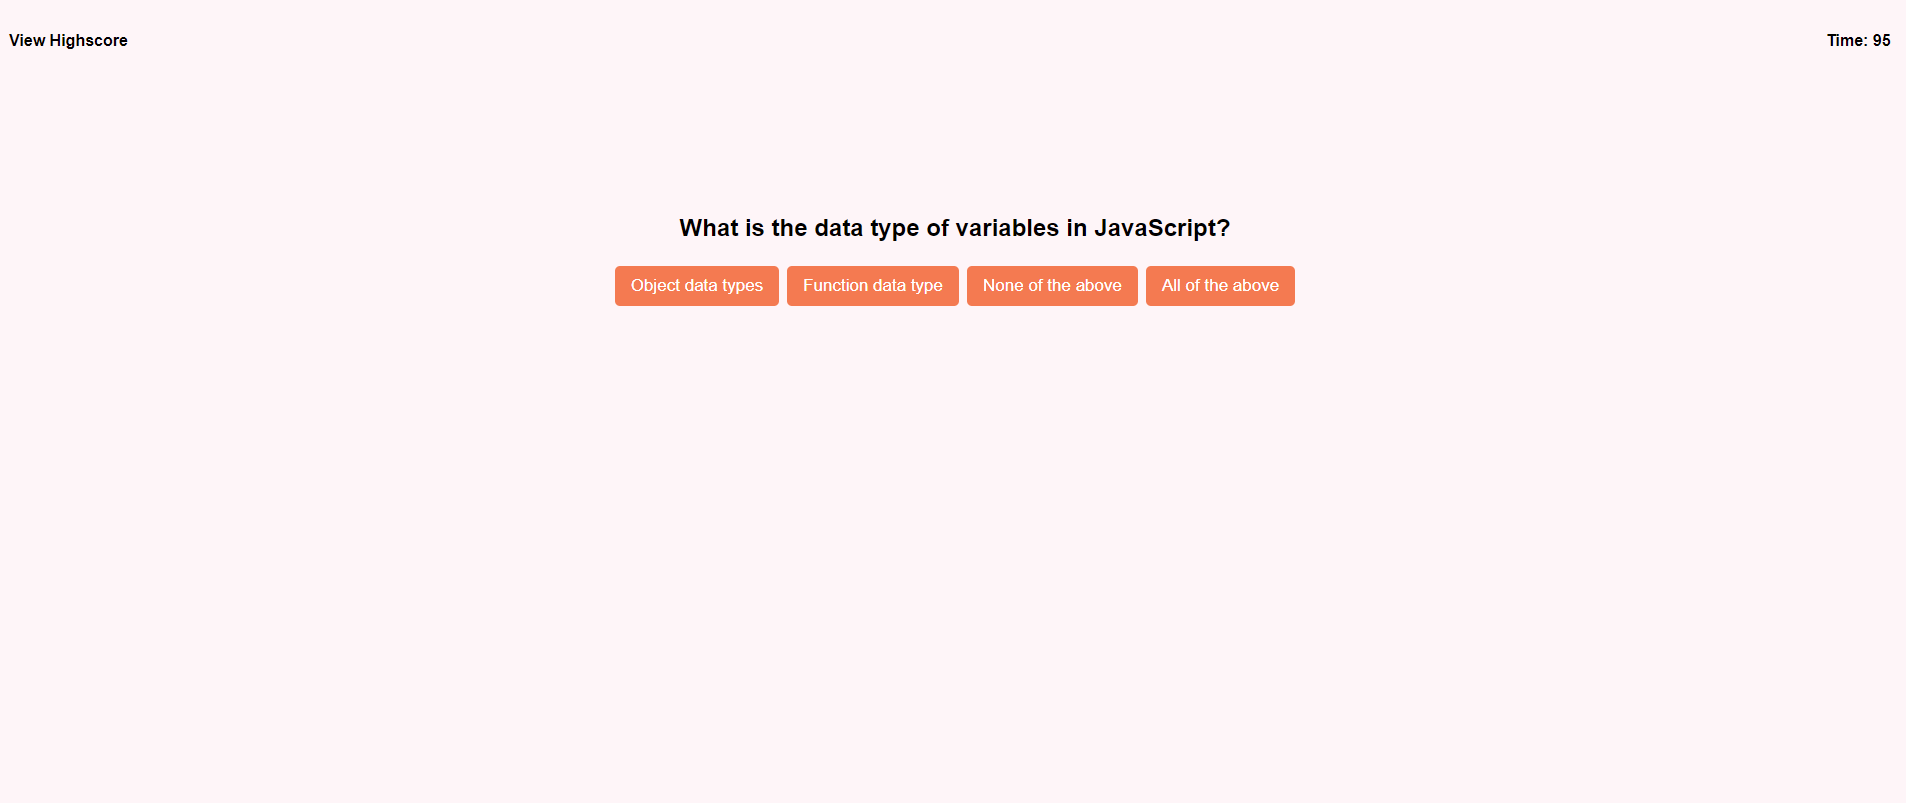 View Highscore
Time: 95
What is the data type of variables in JavaScript?
Object data types
Function data type
None of the above
All of the above